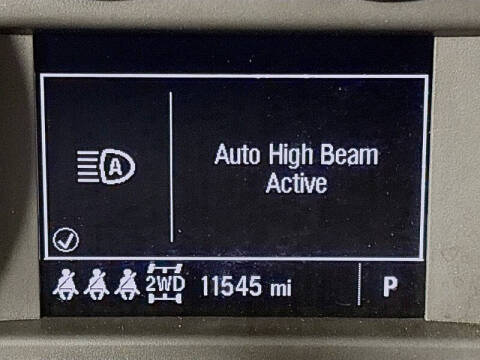 A
Auto High Beam
Active
2WD 11545 mi P